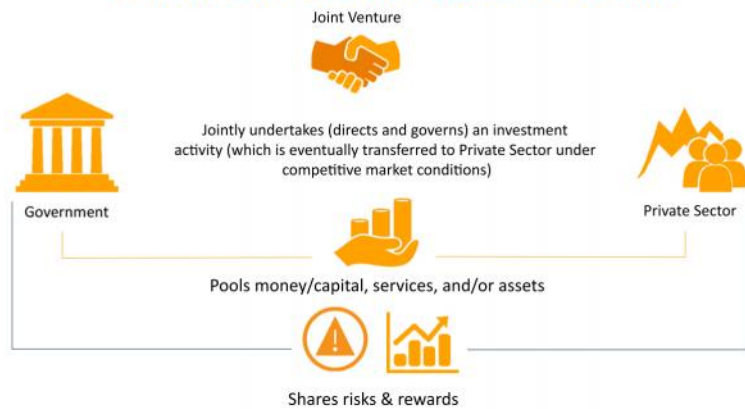 Joint Venture
Jointly undertakes (directs and governs) an investment
activity (which is eventually transferred to Private Sector under
competitive market conditions)
Government
Private Sector
Pools money/capital, services, and/or assets
Shares risks & rewards